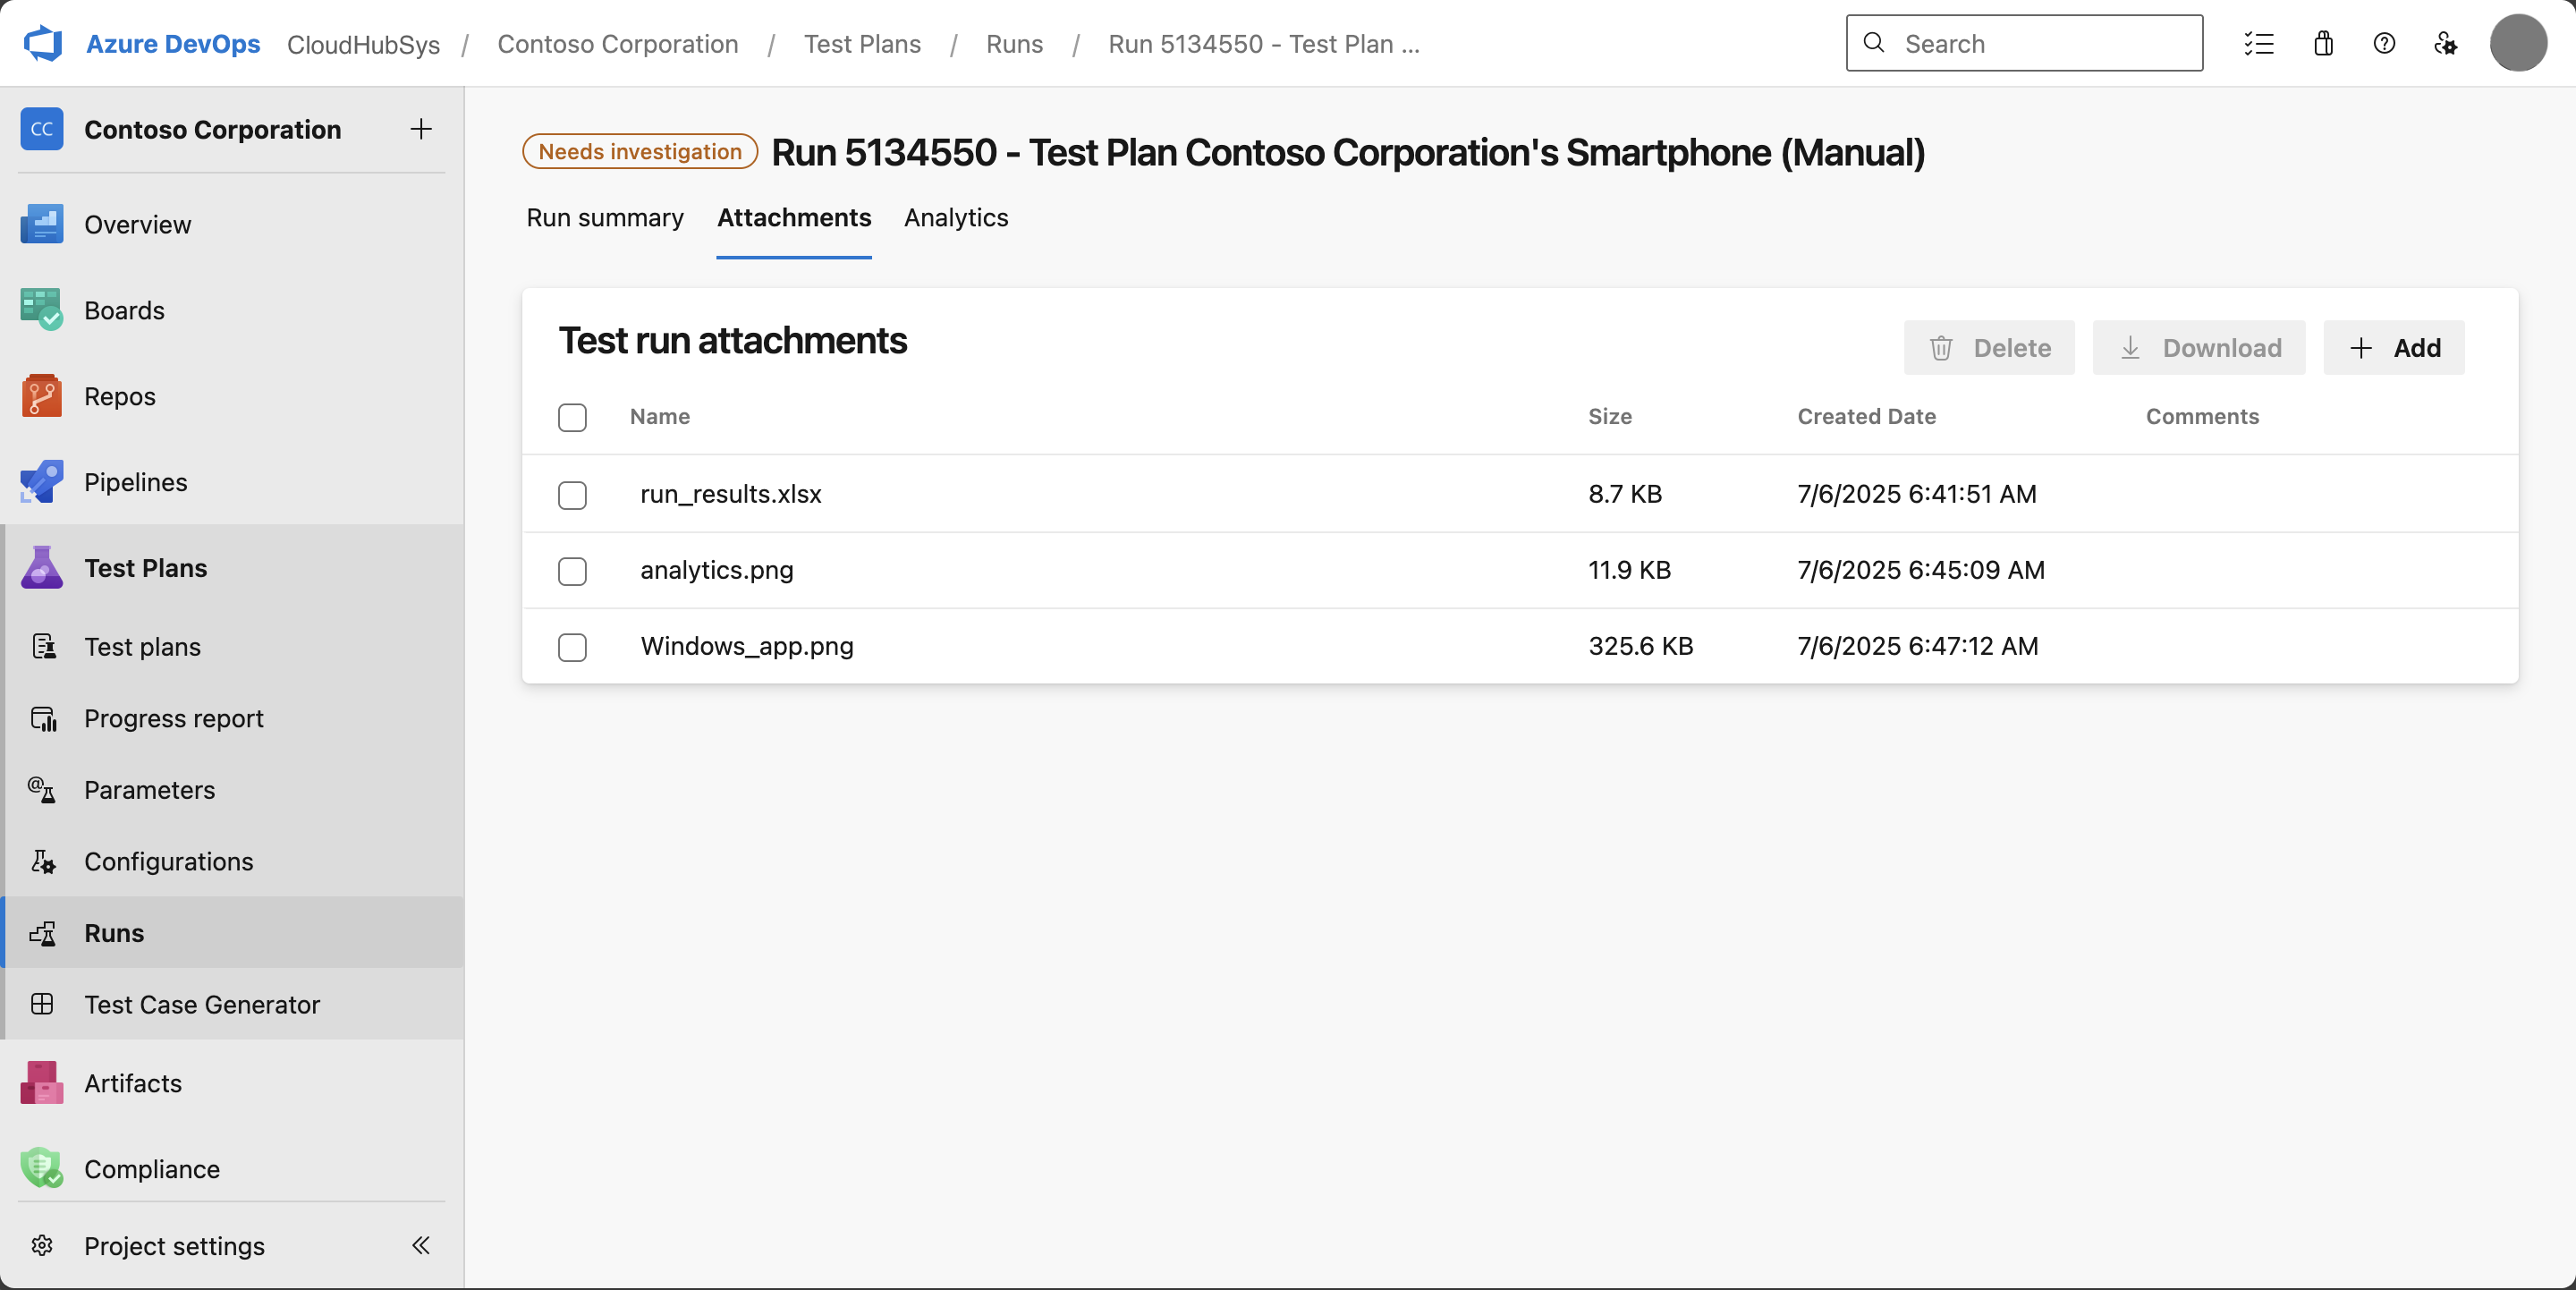 Azure DevOps CloudHubSys / Contoso Corporation / Test Plans / Runs / Run 5134550 - Test Plan ...
Search
CC Contoso Corporation
Overview
Boards
Repos
Pipelines
Test Plans
Test plans
Progress report
Parameters
Configurations
Runs
Test Case Generator
Artifacts
Compliance
Project settings
Needs investigation Run 5134550 - Test Plan Contoso Corporation's Smartphone (Manual)
Run summary Attachments Analytics
Test run attachments
Delete Download Add
Name Size Created Date Comments
run_results.xlsx 8.7 KB 7/6/2025 6:41:51 AM
analytics.png 11.9 KB 7/6/2025 6:45:09 AM
Windows_app.png 325.6 KB 7/6/2025 6:47:12 AM